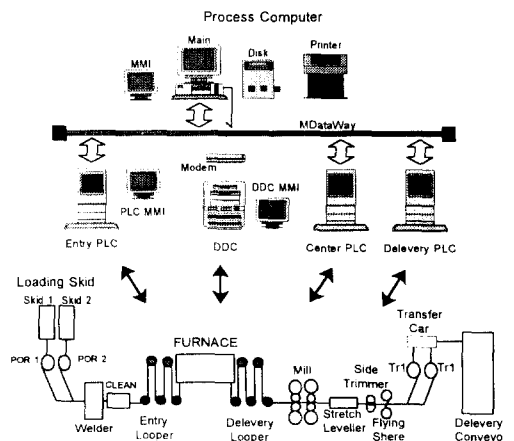 Process Computer
Main
MMI
Disk
Printer
MDataWay
Modem
PLC MMI
DDC MMI
Entry PLC
DDC
Center PLC
Delevery PLC
Loading Skid
Skid 1 Skid 2
POR 1
POR 2
CLEAN
Welder
Entry
Looper
FURNACE
Delevery
Looper
Mill
Stretch
Leveller
Side
Trimmer
Flying
Shere
Transfer
Car
Tr1
Tr1
Delevery
Conveyo